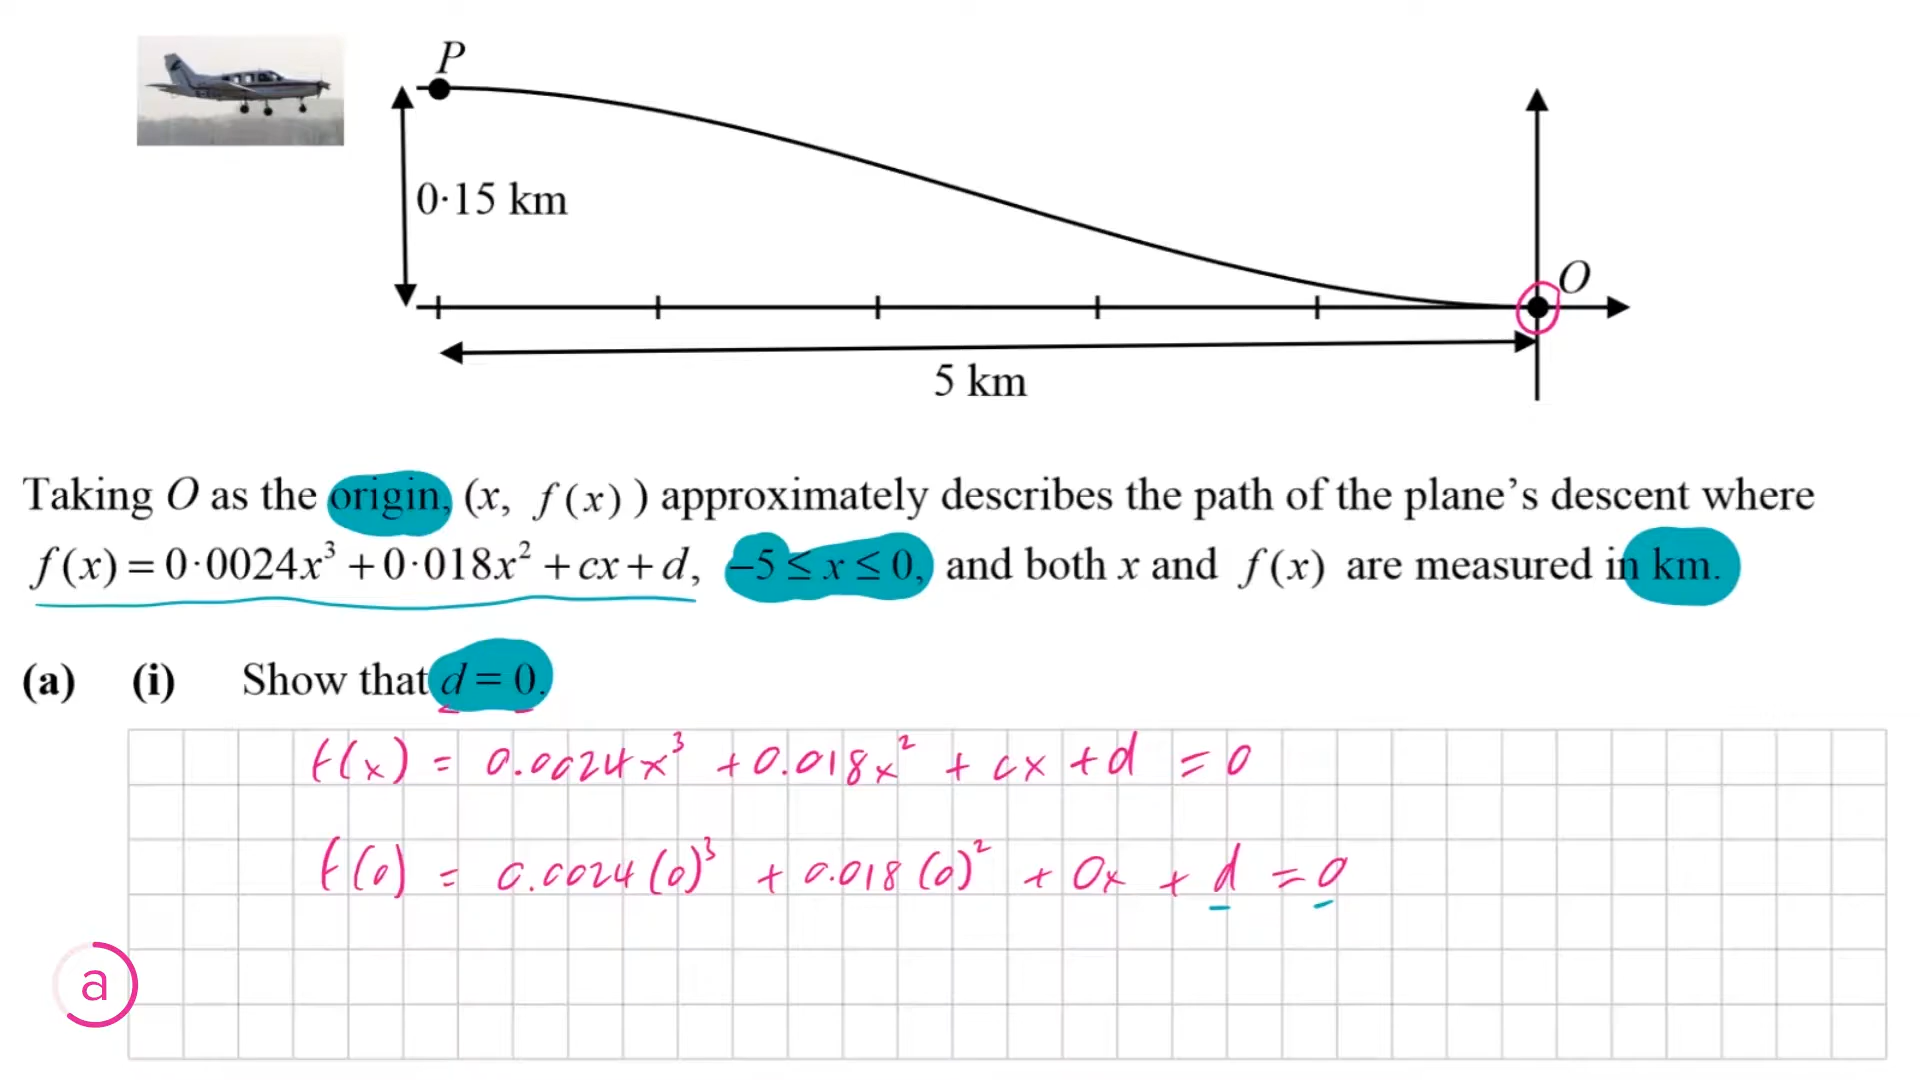 P
0·15 km
O
5 km
Taking O as the origin, (x, f(x)) approximately describes the path of the plane’s descent where
f(x) = 0·0024x³ + 0·018x² + cx + d, −5 ≤ x ≤ 0, and both x and f(x) are measured in km.
(a) (i) Show that d = 0.
f(x) = 0.0024x³ + 0.018x² + cx + d = 0
f(0) = 0.0024(0)³ + 0.018(0)² + 0x + d = 0
a